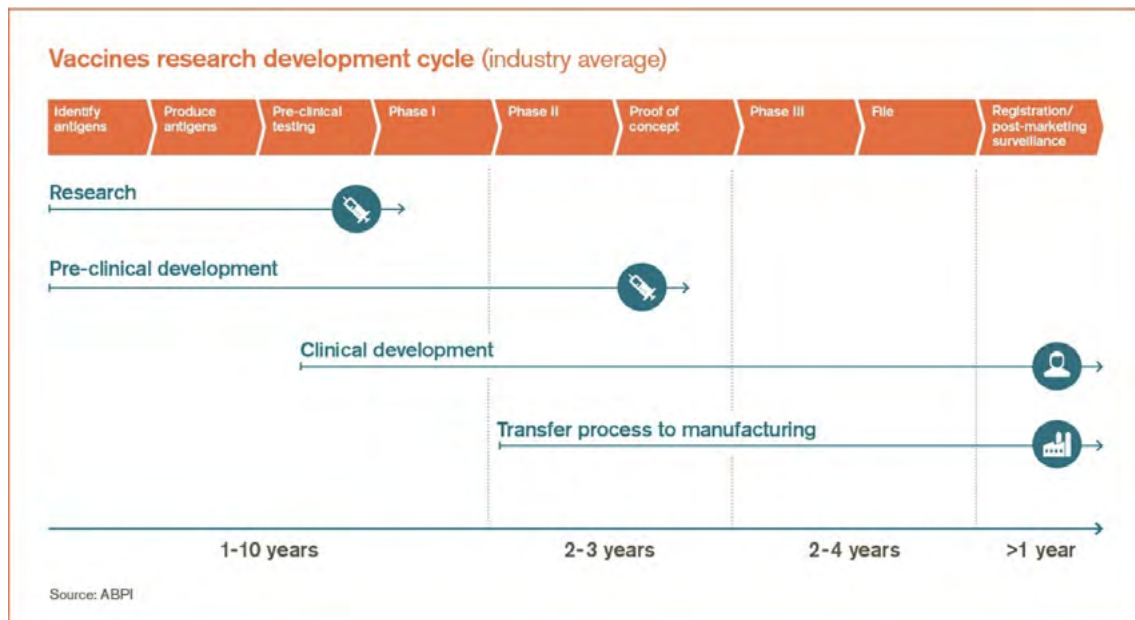 Vaccines research development cycle (industry average)
Identify
antigens
Produce
antigens
Pre-clinical
testing
Phase I
Phase II
Proof of
concept
Phase III
File
Registration/
post-marketing
surveillance
Research
Pre-clinical development
Clinical development
Transfer process to manufacturing
1-10 years
2-3 years
2-4 years
>1 year
Source: ABPI